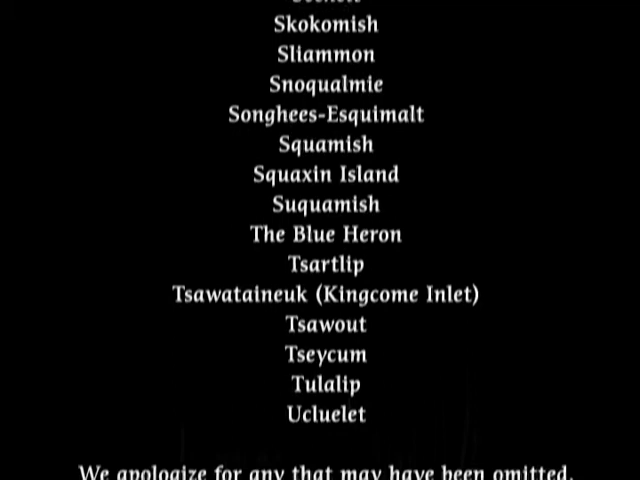 Skokomish
Sliammon
Snoqualmie
Songhees-Esquimalt
Squamish
Squaxin Island
Suquamish
The Blue Heron
Tsartlip
Tsawataineuk (Kingcome Inlet)
Tsawout
Tseycum
Tulalip
Ucluelet
We apologize for any that may have been omitted.